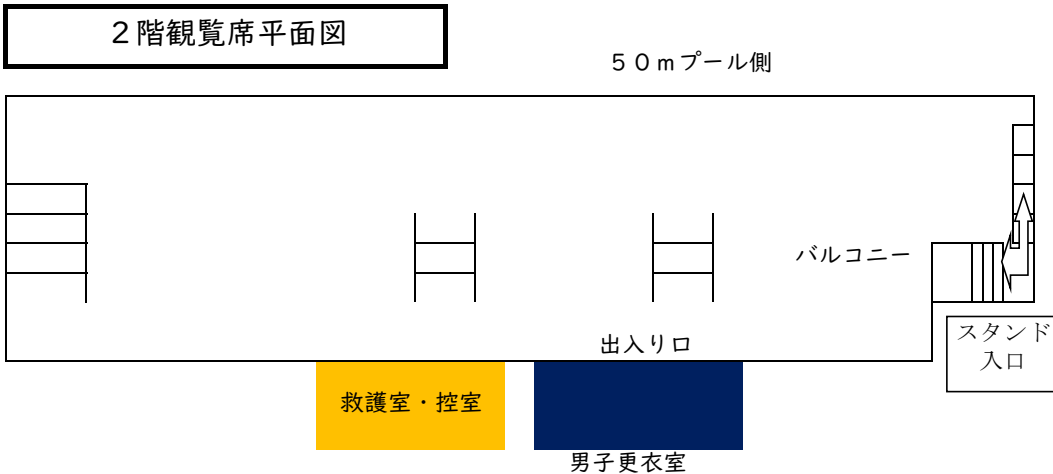 ２階観覧席平面図
５０ｍプール側
バルコニー
スタンド
入口
出入り口
救護室・控室
男子更衣室